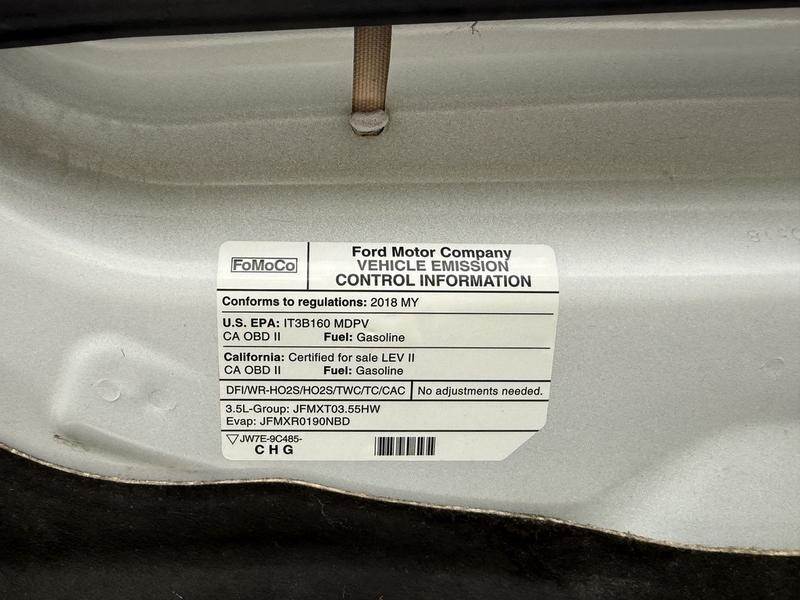 FoMoCo
Ford Motor Company
VEHICLE EMISSION
CONTROL INFORMATION
Conforms to regulations: 2018 MY
U.S. EPA: IT3B160 MDPV
CA OBD II Fuel: Gasoline
California: Certified for sale LEV II
CA OBD II Fuel: Gasoline
DFI/WR-HO2S/HO2S/TWC/TC/CAC No adjustments needed.
3.5L-Group: JFMXT03.55HW
Evap: JFMXR0190NBD
JW7E-9C485-
C H G